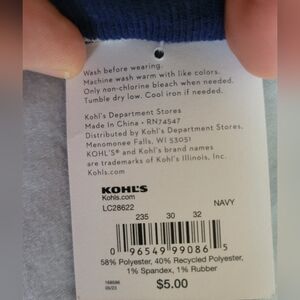 Wash before wearing.
Machine wash warm with like colors.
Only non-chlorine bleach when needed.
Tumble dry low. Cool iron if needed.
Kohl's Department Stores
Made In China • RN74547
Distributed by Kohl's Department Stores,
Menomonee Falls, WI 53051
KOHL'S® and Kohl's brand names
are trademarks of Kohl's Illinois, Inc.
Kohls.com
KOHL'S
Kohls.com
LC28622 NAVY
235 30 32
0 96549 99086 5
58% Polyester, 40% Recycled Polyester,
1% Spandex, 1% Rubber
$5.00